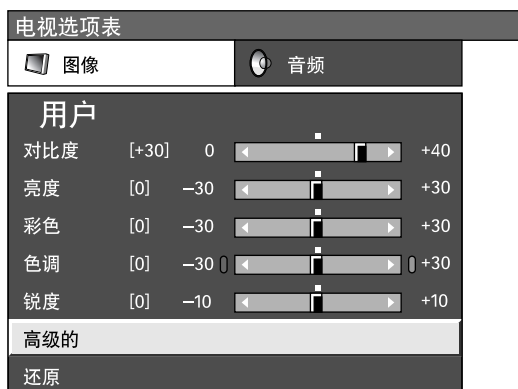 电视选项表
图像 音频
用户
对比度 [+30] 0 +40
亮度 [0] −30 +30
彩色 [0] −30 +30
色调 [0] −30 +30
锐度 [0] −10 +10
高级的
还原